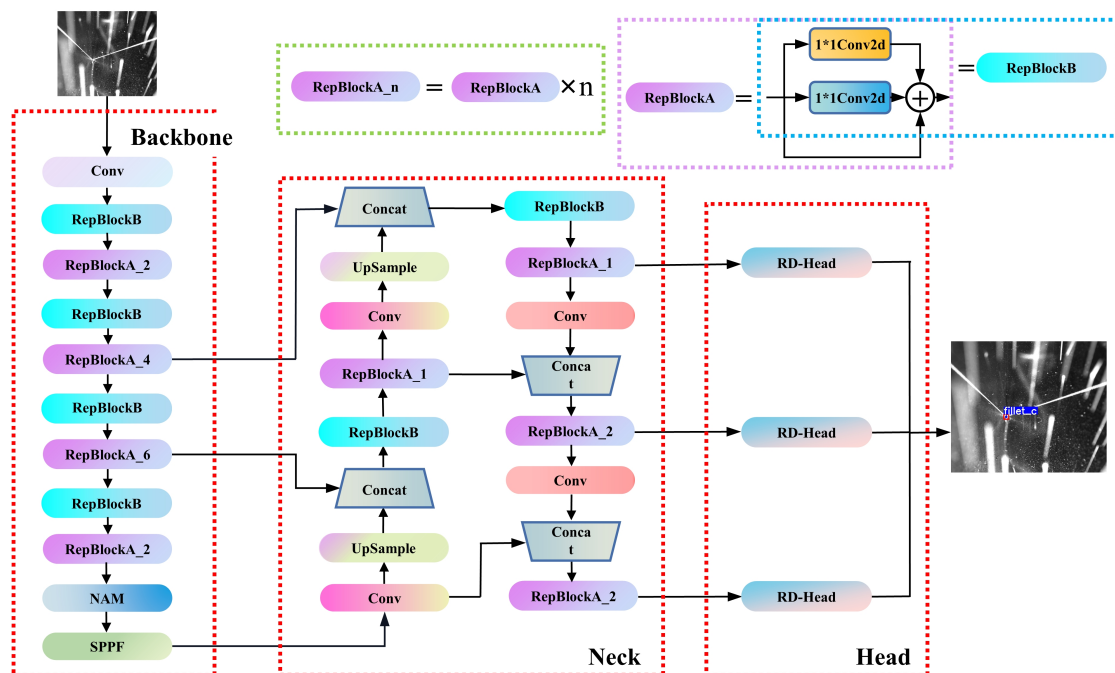 Backbone
Conv
RepBlockB
RepBlockA_2
RepBlockB
RepBlockA_4
RepBlockB
RepBlockA_6
RepBlockB
RepBlockA_2
NAM
SPPF
RepBlockA_n = RepBlockA ×n
RepBlockA =
1*1Conv2d
1*1Conv2d
+
= RepBlockB
Concat
UpSample
Conv
RepBlockA_1
RepBlockB
Concat
UpSample
Conv
RepBlockB
RepBlockA_1
Conv
Conca
t
RepBlockA_2
Conv
Conca
t
RepBlockA_2
Neck
RD-Head
RD-Head
RD-Head
Head
fillet_c